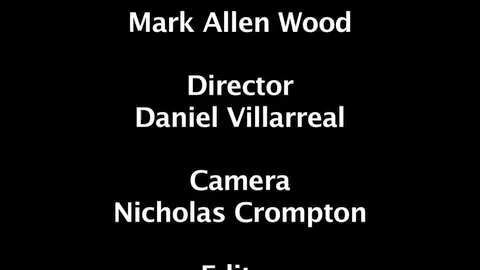 Mark Allen Wood
Director
Daniel Villarreal
Camera
Nicholas Crompton